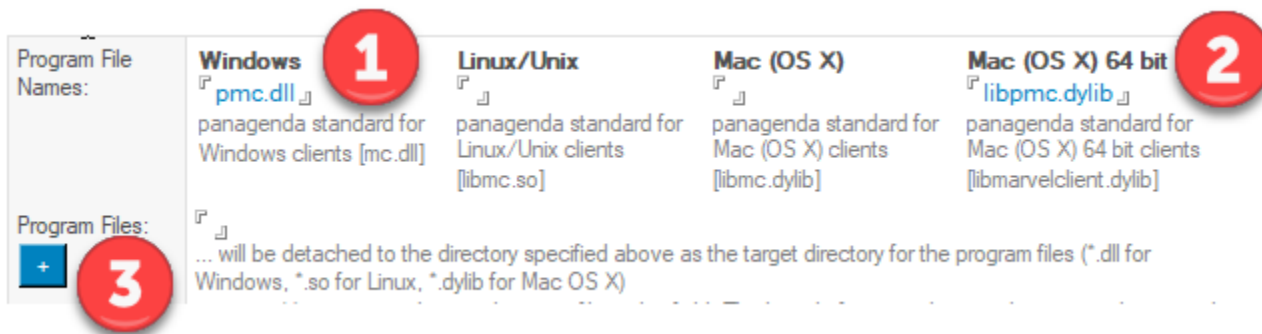 Program File Names:
Windows 1
Linux/Unix
Mac (OS X)
Mac (OS X) 64 bit 2
pmc.dll
libpmc.dylib
panagenda standard for
Windows clients [mc.dll]
panagenda standard for
Linux/Unix clients
[libmc.so]
panagenda standard for
Mac (OS X) clients
[libmc.dylib]
panagenda standard for
Mac (OS X) 64 bit clients
[libmarvelclient.dylib]
Program Files:
+
3
... will be detached to the directory specified above as the target directory for the program files (*.dll for
Windows, *.so for Linux, *.dylib for Mac OS X)